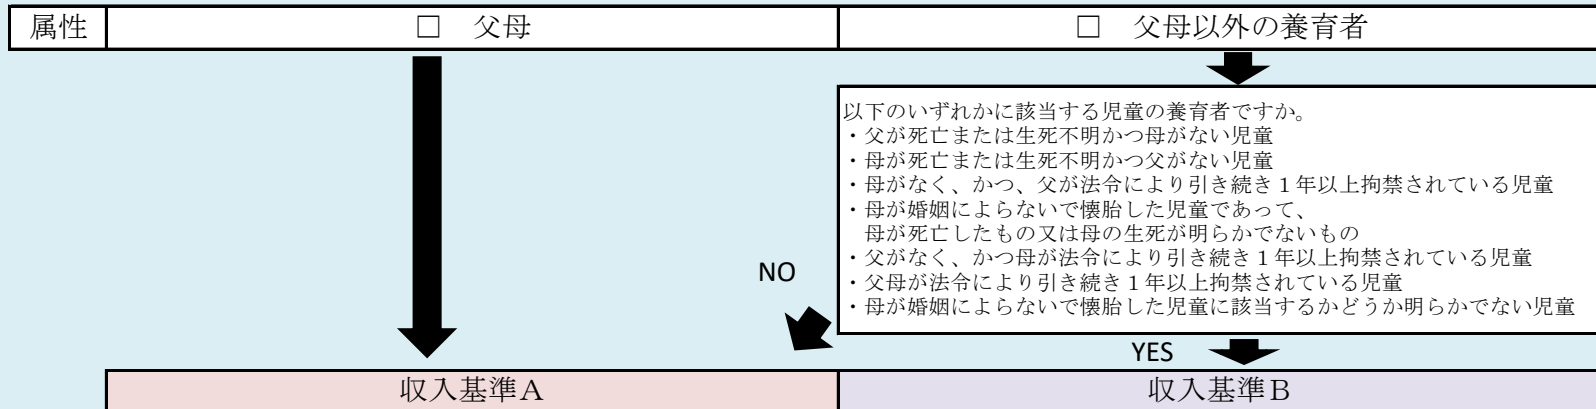 属性
□ 父母
□ 父母以外の養育者
以下のいずれかに該当する児童の養育者ですか。
・父が死亡または生死不明かつ母がない児童
・母が死亡または生死不明かつ父がない児童
・母がなく、かつ、父が法令により引き続き１年以上拘禁されている児童
・母が婚姻によらないで懐胎した児童であって、
母が死亡したもの又は母の生死が明らかでないもの
・父がなく、かつ母が法令により引き続き１年以上拘禁されている児童
・父母が法令により引き続き１年以上拘禁されている児童
・母が婚姻によらないで懐胎した児童に該当するかどうか明らかでない児童
NO
YES
収入基準Ａ
収入基準Ｂ